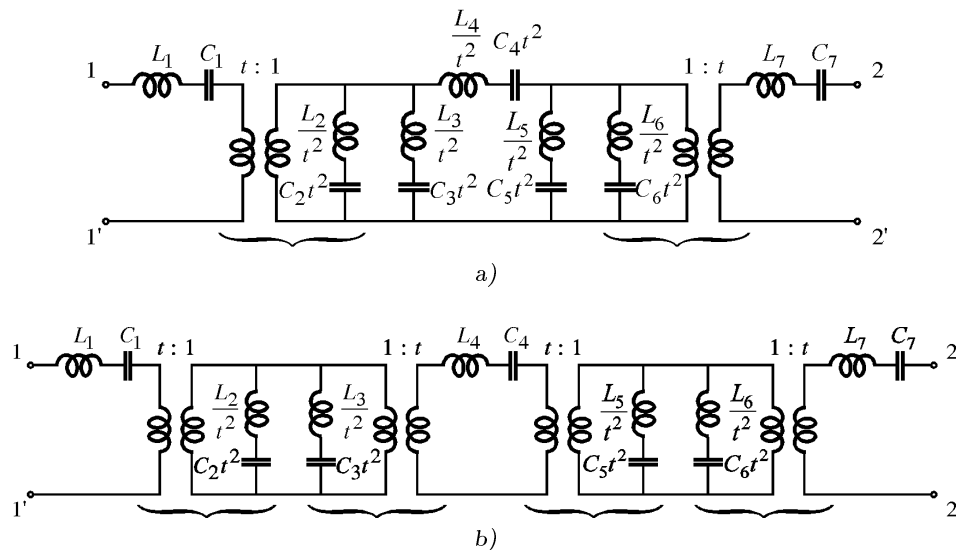 L4/t² C4t²
1 L1 C1 t : 1 1 : t L7 C7 2
L2/t² L3/t² L5/t² L6/t²
C2t² C3t² C5t² C6t²
1' 2'
a)
1 L1 C1 t : 1 1 : t L4 C4 t : 1 1 : t L7 C7 2
L2/t² L3/t² L5/t² L6/t²
C2t² C3t² C5t² C6t²
1' 2
b)